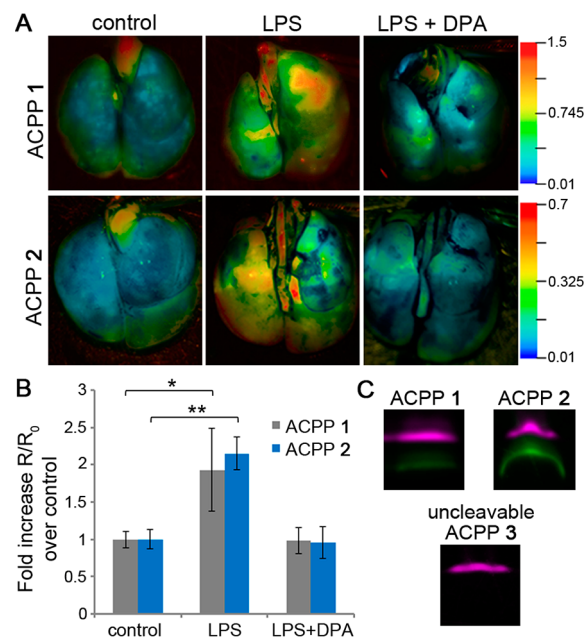 A
control
LPS
LPS + DPA
ACPP 1
1.5
0.745
0.01
ACPP 2
0.7
0.325
0.01
B
Fold increase R/R0
over control
3
2.5
2
1.5
1
0.5
0
*
**
ACPP 1
ACPP 2
control
LPS
LPS+DPA
C
ACPP 1
ACPP 2
uncleavable
ACPP 3